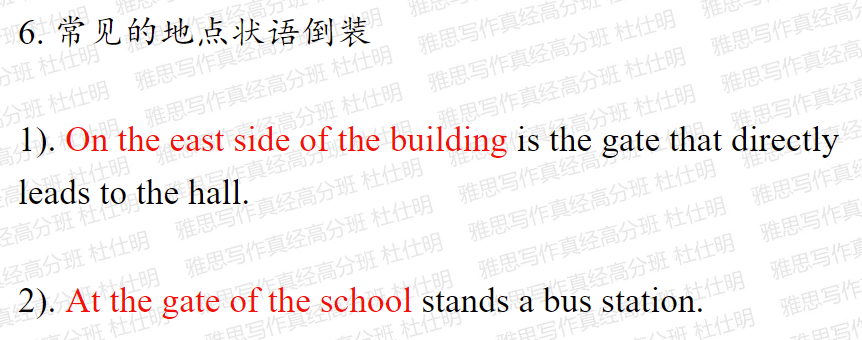 6. 常见的地点状语倒装
1). On the east side of the building is the gate that directly
leads to the hall.
2). At the gate of the school stands a bus station.
雅思写作真经高分班 杜仕明